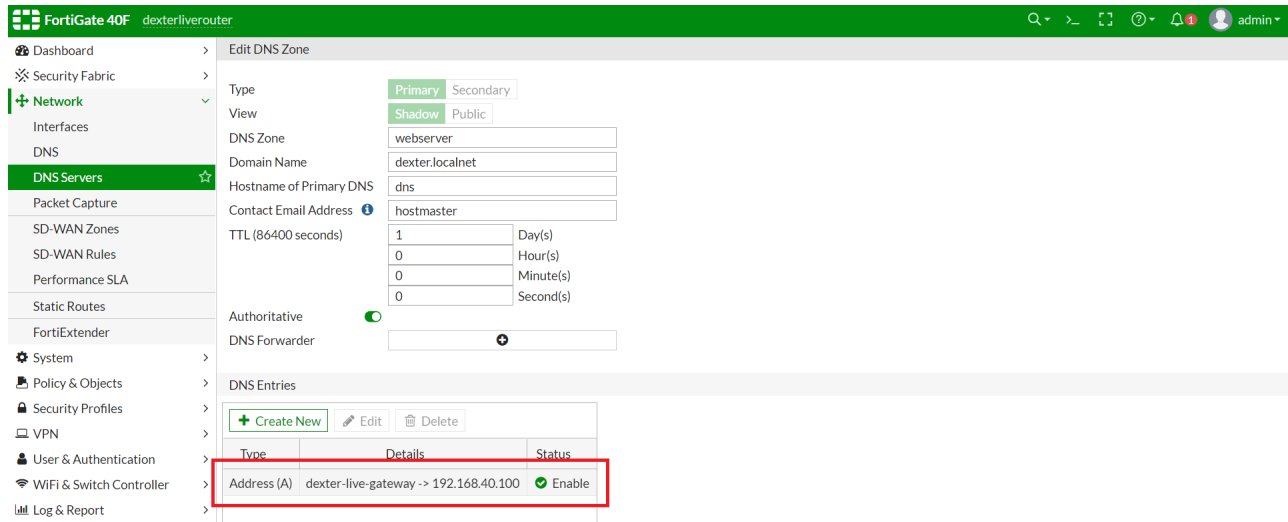 FortiGate 40F dexterliverouter
1 admin
Dashboard
Security Fabric
Network
Interfaces
DNS
DNS Servers
Packet Capture
SD-WAN Zones
SD-WAN Rules
Performance SLA
Static Routes
FortiExtender
System
Policy & Objects
Security Profiles
VPN
User & Authentication
WiFi & Switch Controller
Log & Report
Edit DNS Zone
Type Primary Secondary
View Shadow Public
DNS Zone webserver
Domain Name dexter.localnet
Hostname of Primary DNS dns
Contact Email Address hostmaster
TTL (86400 seconds) 1 Day(s)
0 Hour(s)
0 Minute(s)
0 Second(s)
Authoritative
DNS Forwarder
DNS Entries
Create New Edit Delete
Type Details Status
Address (A) dexter-live-gateway -> 192.168.40.100 Enable